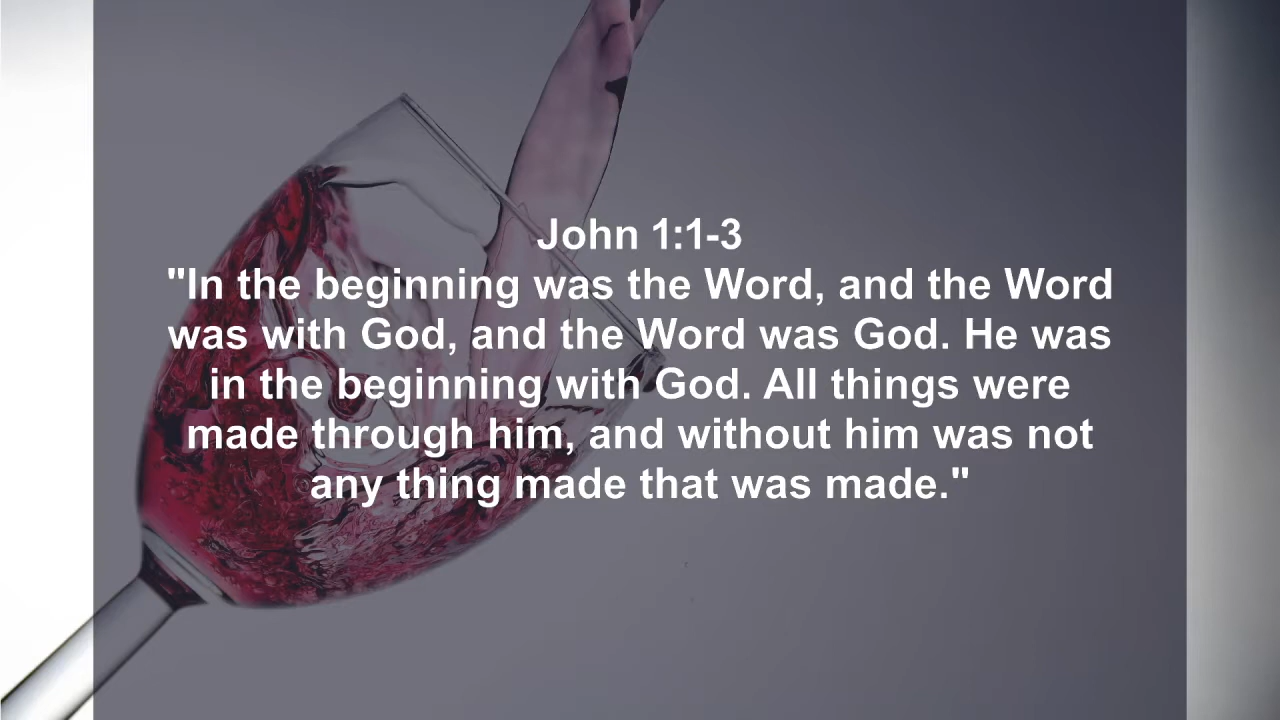 John 1:1-3
"In the beginning was the Word, and the Word
was with God, and the Word was God. He was
in the beginning with God. All things were
made through him, and without him was not
any thing made that was made."